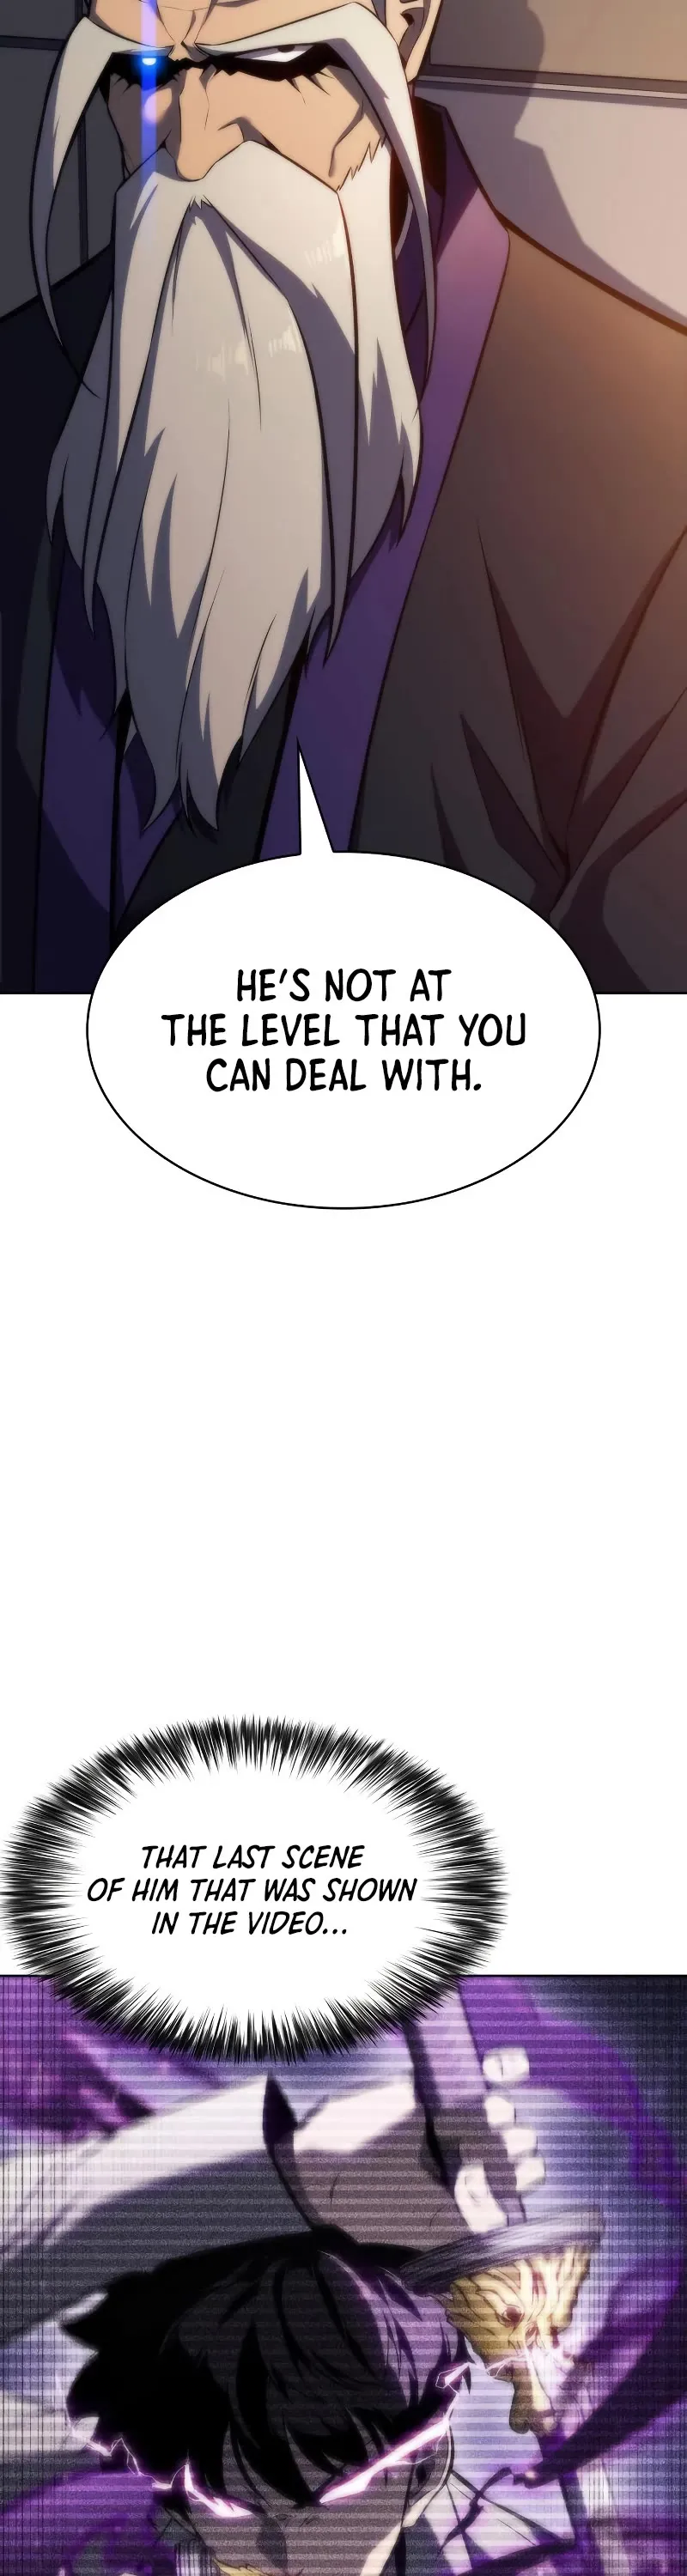 HE'S NOT AT
THE LEVEL THAT YOU
CAN DEAL WITH.
THAT LAST SCENE
OF HIM THAT WAS SHOWN
IN THE VIDEO...